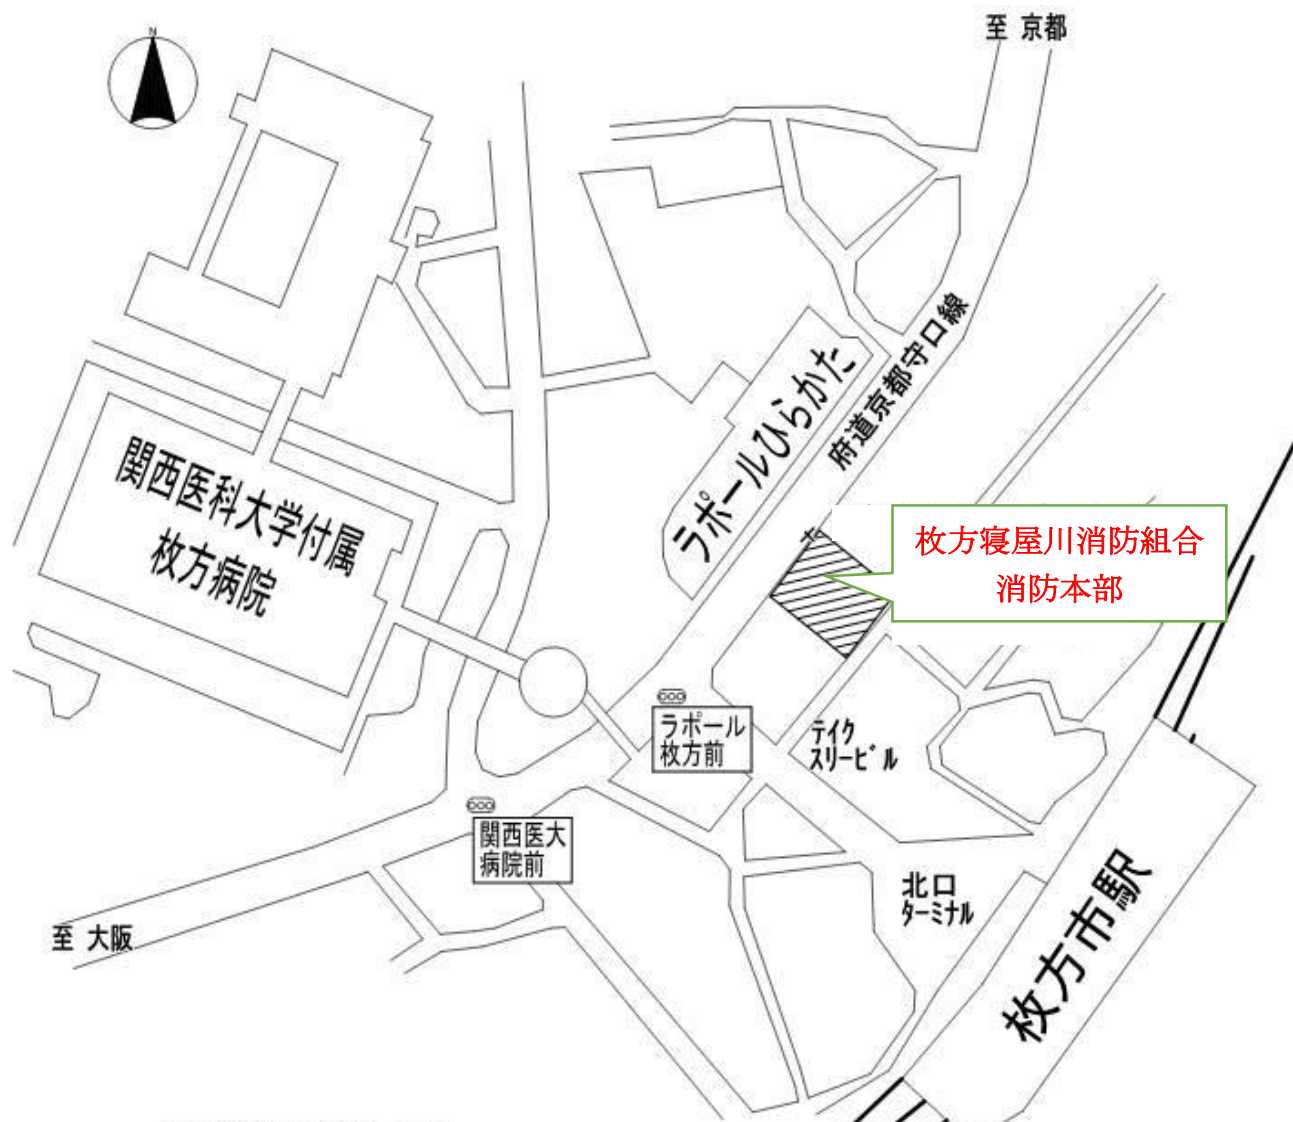 至 京都
N
府道京都守口線
ラポールひらかた
関西医科大学付属
枚方病院
枚方寝屋川消防組合
消防本部
ラポール
枚方前
テイク
スリービル
関西医大
病院前
北口
ターミナル
至 大阪
枚方市駅